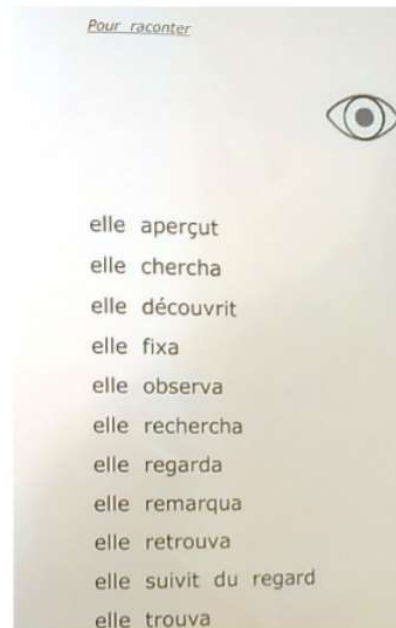 Pour raconter
elle aperçut
elle chercha
elle découvrit
elle fixa
elle observa
elle rechercha
elle regarda
elle remarqua
elle retrouva
elle suivit du regard
elle trouva